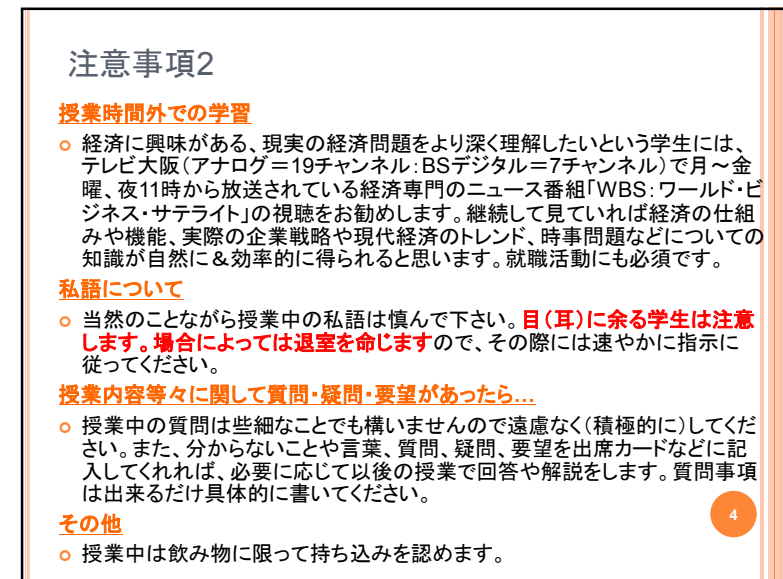 注意事項2
授業時間外での学習
経済に興味がある、現実の経済問題をより深く理解したいという学生には、
テレビ大阪(アナログ=19チャンネル:BSデジタル=7チャンネル)で月~金
曜、夜11時から放送されている経済専門のニュース番組「WBS:ワールド・ビ
ジネス・サテライト」の視聴をお勧めします。継続して見ていれば経済の仕組
みや機能、実際の企業戦略や現代経済のトレンド、時事問題などについての
知識が自然に&効率的に得られると思います。就職活動にも必須です。
私語について
当然のことながら授業中の私語は慎んで下さい。目(耳)に余る学生は注意
します。場合によっては退室を命じますので、その際には速やかに指示に
従ってください。
授業内容等々に関して質問・疑問・要望があったら…
授業中の質問は些細なことでも構いませんので遠慮なく(積極的に)してくだ
さい。また、分からないことや言葉、質問、疑問、要望を出席カードなどに記
入してくれれば、必要に応じて以後の授業で回答や解説をします。質問事項
は出来るだけ具体的に書いてください。
4
その他
授業中は飲み物に限って持ち込みを認めます。